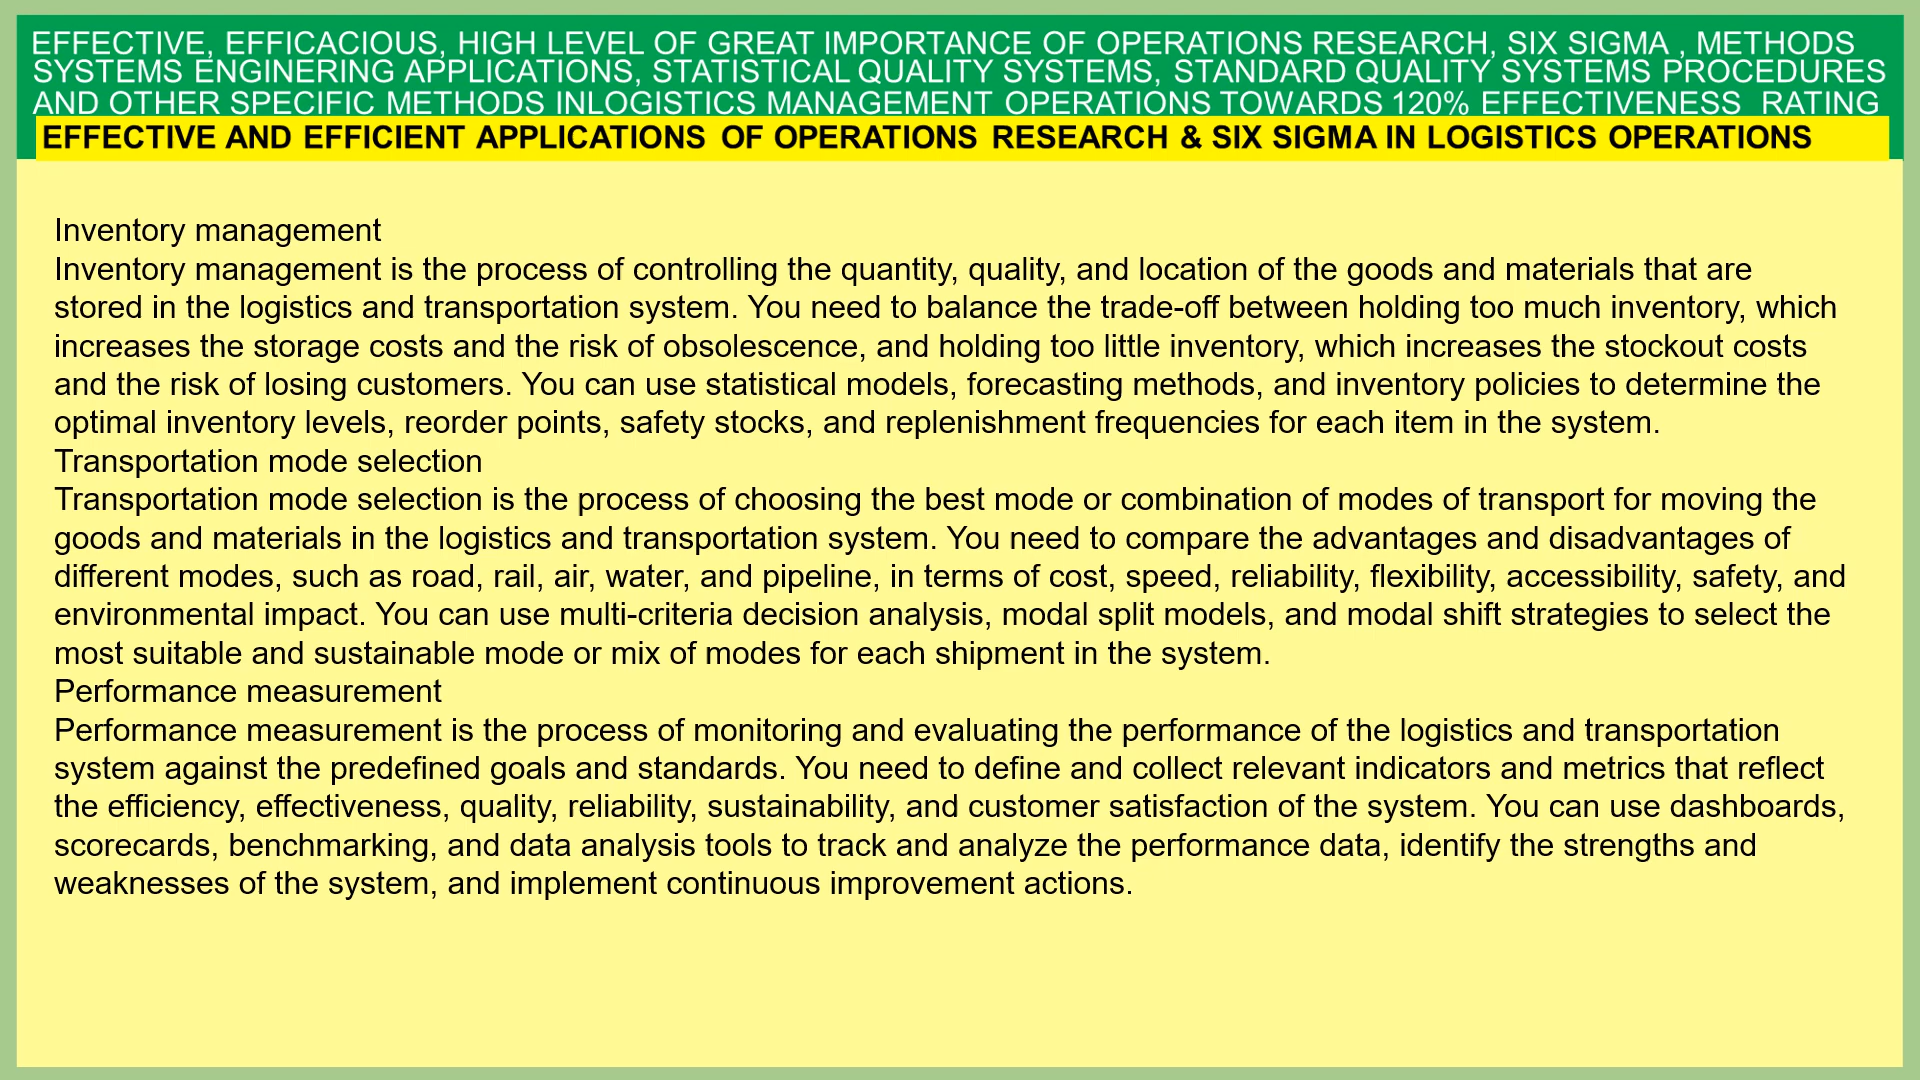 EFFECTIVE, EFFICACIOUS, HIGH LEVEL OF GREAT IMPORTANCE OF OPERATIONS RESEARCH, SIX SIGMA , METHODS
SYSTEMS ENGINERING APPLICATIONS, STATISTICAL QUALITY SYSTEMS, STANDARD QUALITY SYSTEMS PROCEDURES
AND OTHER SPECIFIC METHODS INLOGISTICS MANAGEMENT OPERATIONS TOWARDS 120% EFFECTIVENESS RATING
EFFECTIVE AND EFFICIENT APPLICATIONS OF OPERATIONS RESEARCH & SIX SIGMA IN LOGISTICS OPERATIONS
Inventory management
Inventory management is the process of controlling the quantity, quality, and location of the goods and materials that are
stored in the logistics and transportation system. You need to balance the trade-off between holding too much inventory, which
increases the storage costs and the risk of obsolescence, and holding too little inventory, which increases the stockout costs
and the risk of losing customers. You can use statistical models, forecasting methods, and inventory policies to determine the
optimal inventory levels, reorder points, safety stocks, and replenishment frequencies for each item in the system.
Transportation mode selection
Transportation mode selection is the process of choosing the best mode or combination of modes of transport for moving the
goods and materials in the logistics and transportation system. You need to compare the advantages and disadvantages of
different modes, such as road, rail, air, water, and pipeline, in terms of cost, speed, reliability, flexibility, accessibility, safety, and
environmental impact. You can use multi-criteria decision analysis, modal split models, and modal shift strategies to select the
most suitable and sustainable mode or mix of modes for each shipment in the system.
Performance measurement
Performance measurement is the process of monitoring and evaluating the performance of the logistics and transportation
system against the predefined goals and standards. You need to define and collect relevant indicators and metrics that reflect
the efficiency, effectiveness, quality, reliability, sustainability, and customer satisfaction of the system. You can use dashboards,
scorecards, benchmarking, and data analysis tools to track and analyze the performance data, identify the strengths and
weaknesses of the system, and implement continuous improvement actions.